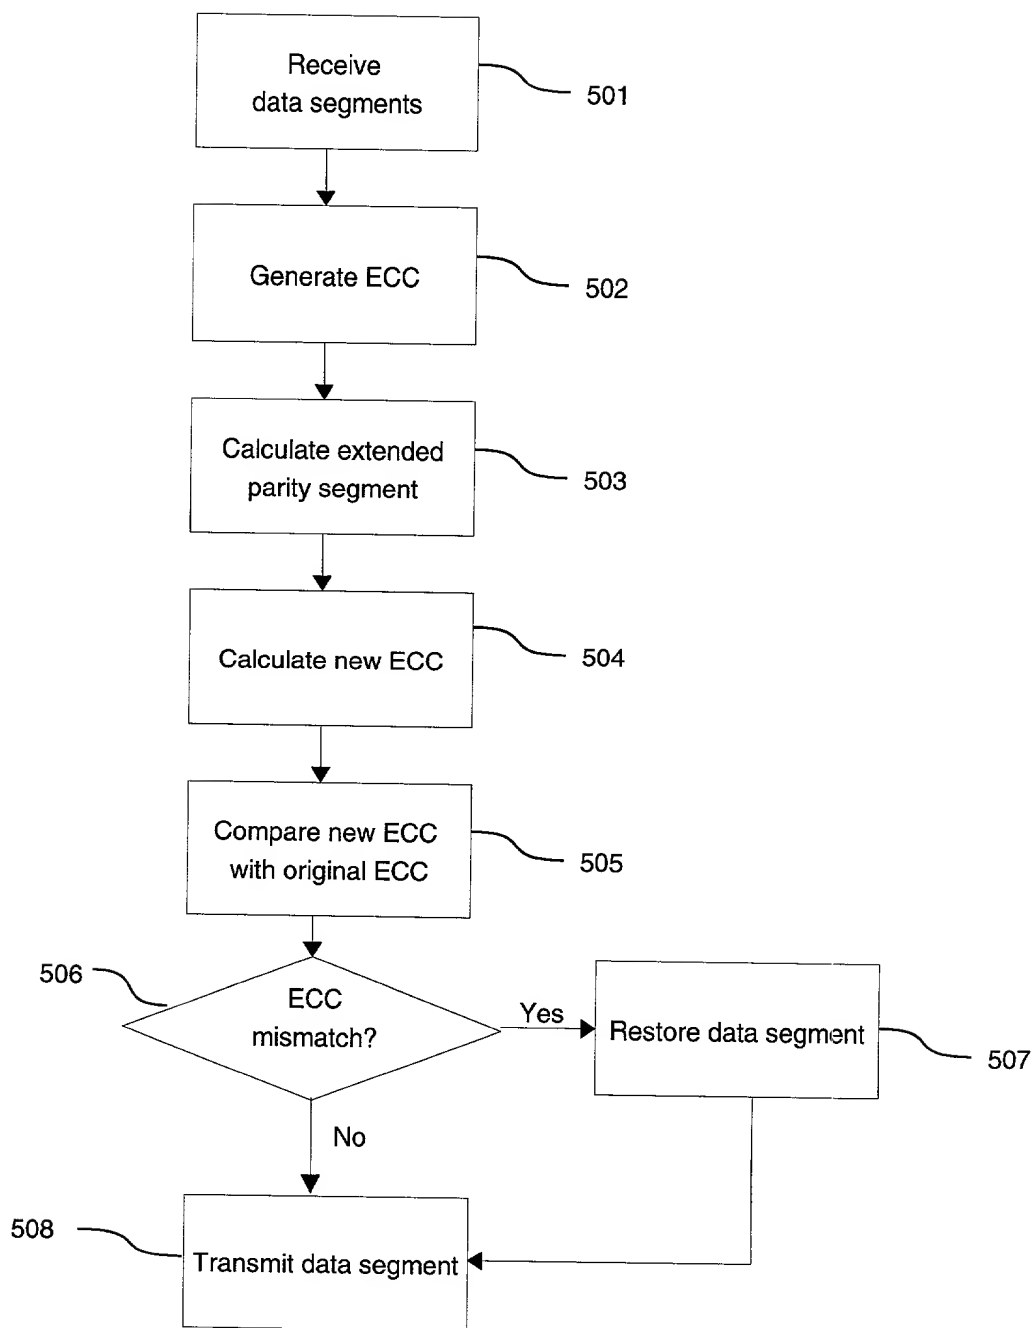 Receive
data segments
501
Generate ECC
502
Calculate extended
parity segment
503
Calculate new ECC
504
Compare new ECC
with original ECC
505
506
ECC
mismatch?
Yes
Restore data segment
507
No
508
Transmit data segment